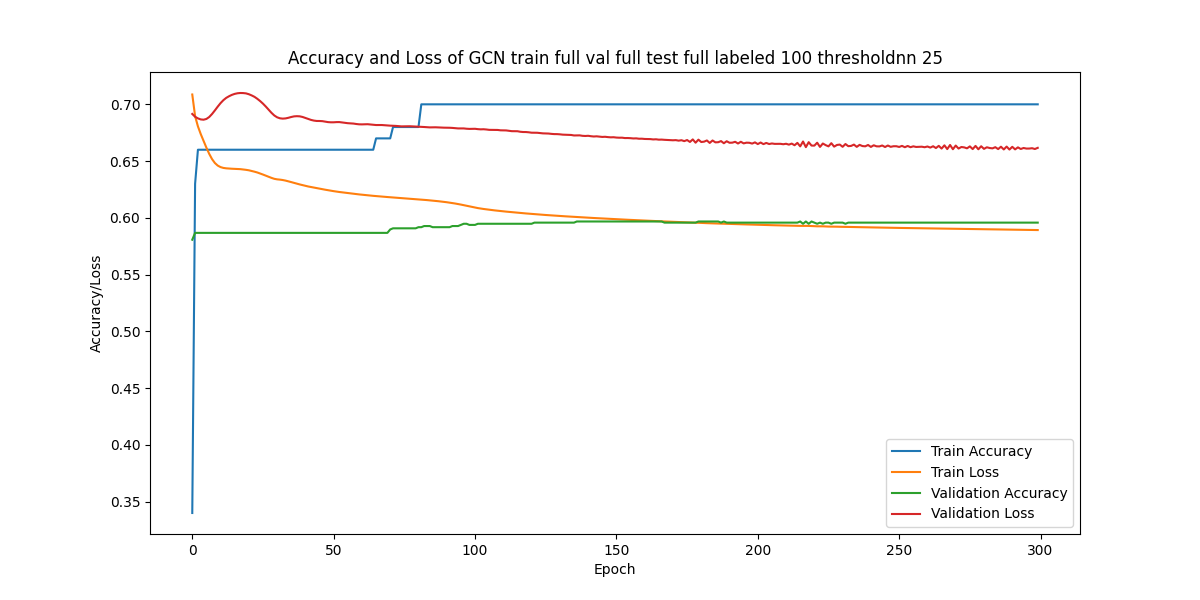 Accuracy and Loss of GCN train full val full test full labeled 100 thresholdnn 25
Accuracy/Loss
0.70
0.65
0.60
0.55
0.50
0.45
0.40
0.35
Train Accuracy
Train Loss
Validation Accuracy
Validation Loss
0 50 100 150 200 250 300
Epoch